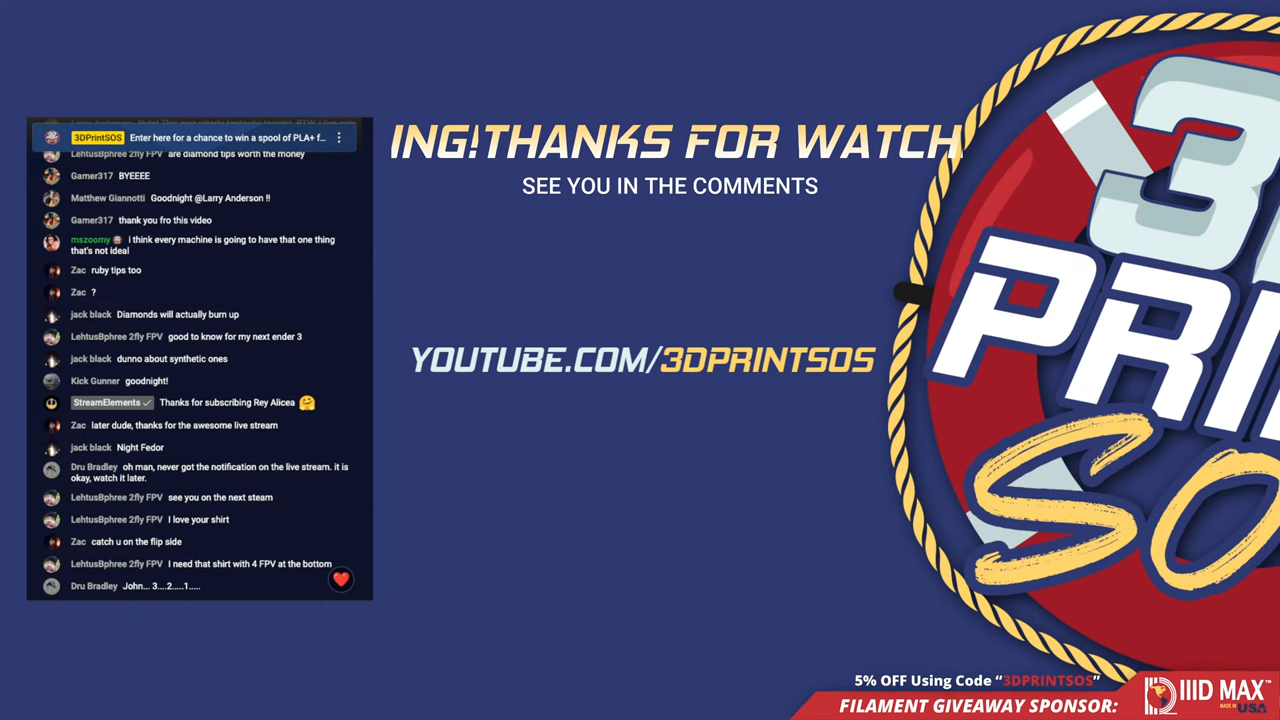 3DPrintSOS Enter here for a chance to win a spool of PLA+ f...
LehtusBphree 2fly FPV are diamond tips worth the money
Gamer317 BYEEEE
Matthew Giannotti Goodnight @Larry Anderson !!
Gamer317 thank you fro this video
mszoomy i think every machine is going to have that one thing
that's not ideal
Zac ruby tips too
Zac ?
jack black Diamonds will actually burn up
LehtusBphree 2fly FPV good to know for my next ender 3
jack black dunno about synthetic ones
Kick Gunner goodnight!
StreamElements Thanks for subscribing Rey Alicea
Zac later dude, thanks for the awesome live stream
jack black Night Fedor
Dru Bradley oh man, never got the notification on the live stream. it is
okay, watch it later.
LehtusBphree 2fly FPV see you on the next steam
LehtusBphree 2fly FPV I love your shirt
Zac catch u on the flip side
LehtusBphree 2fly FPV I need that shirt with 4 FPV at the bottom
Dru Bradley John... 3....2.....1.....
ING!THANKS FOR WATCH
SEE YOU IN THE COMMENTS
YOUTUBE.COM/3DPRINTSOS
3
PRI
SO
5% OFF Using Code “3DPRINTSOS”
FILAMENT GIVEAWAY SPONSOR:
IIID MAX™
MADE IN USA